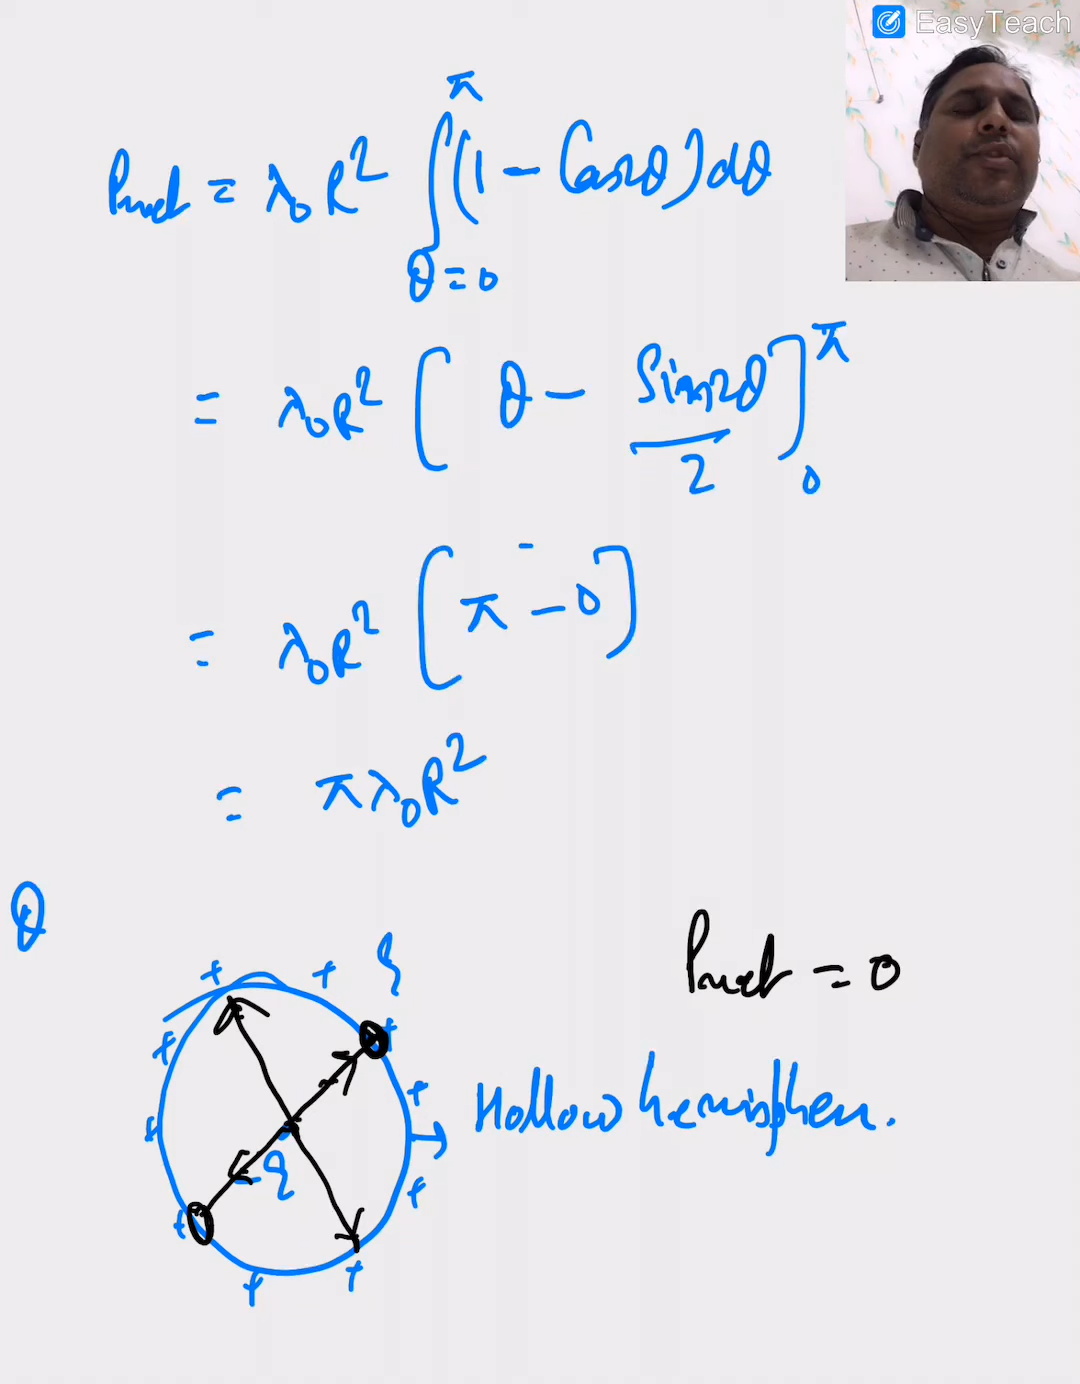 EasyTeach
Pnet = λ₀R² ∫_{θ=0}^{π} (1 - Cos2θ)dθ
= λ₀R² [θ - Sin2θ/2]₀^π
= λ₀R² [π - 0]
= πλ₀R²
Q
+ + q
+ +
+
+ Pnet = 0
+ Hollow hemisphere.
-q +
+
+ +